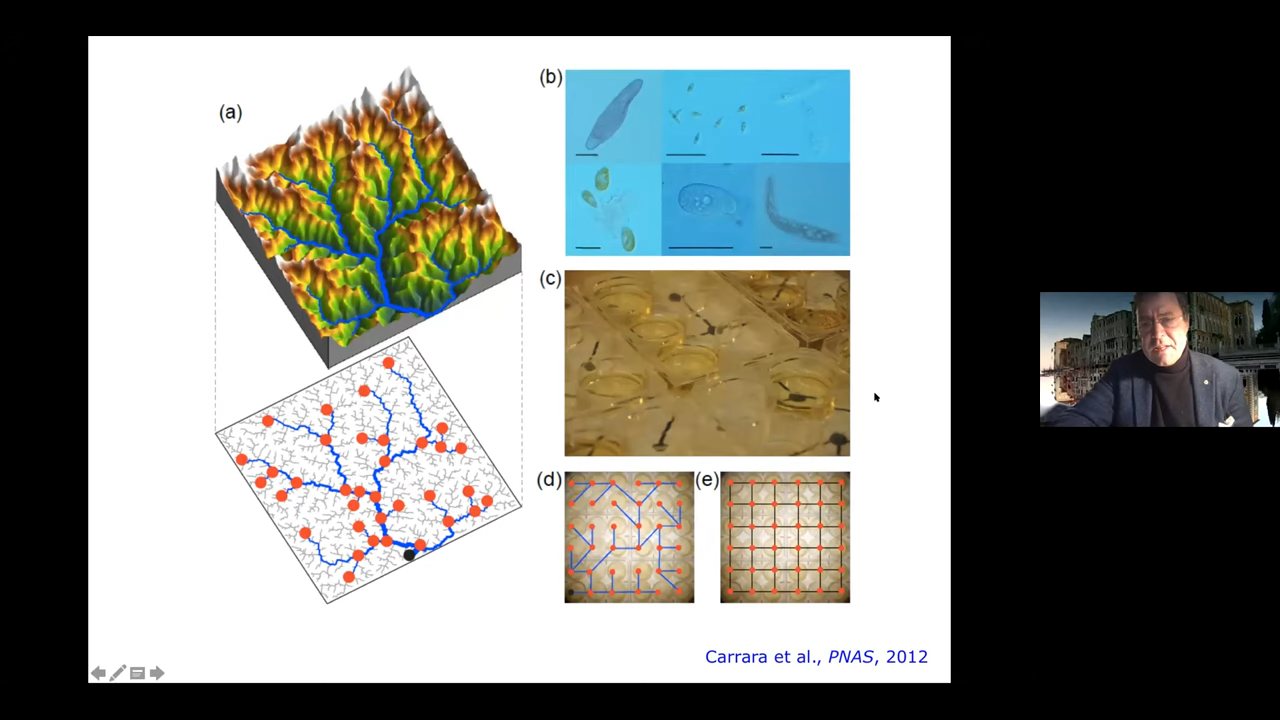 (a)
(b)
(c)
(d)
(e)
Carrara et al., PNAS, 2012